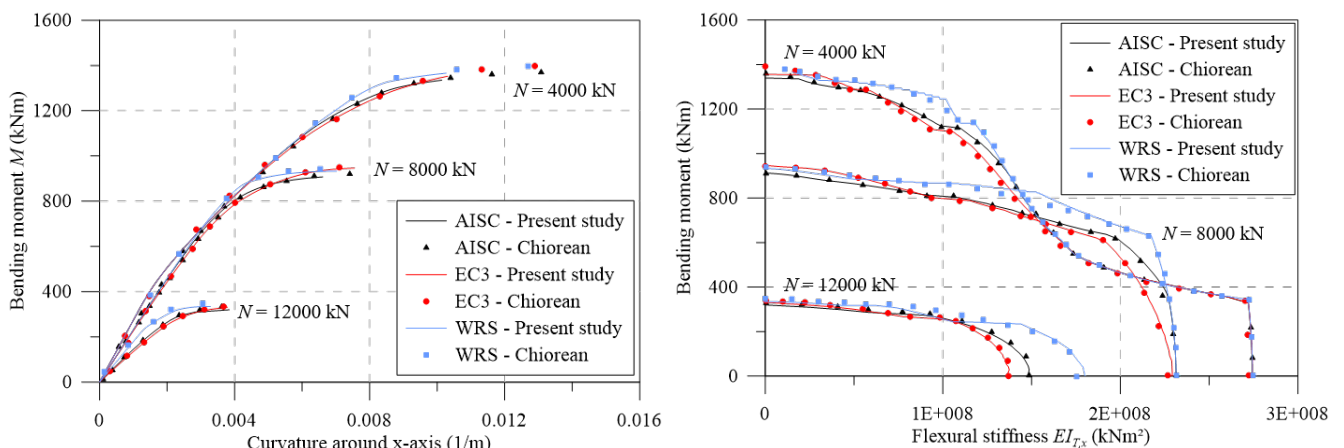 1600
1200
800
400
0
Bending moment M (kNm)
N = 4000 kN
N = 8000 kN
N = 12000 kN
AISC - Present study
AISC - Chiorean
EC3 - Present study
EC3 - Chiorean
WRS - Present study
WRS - Chiorean
0 0.004 0.008 0.012 0.016
Curvature around x-axis (1/m)
1600
1200
800
400
0
Bending moment (kNm)
N = 4000 kN
AISC - Present study
AISC - Chiorean
EC3 - Present study
EC3 - Chiorean
WRS - Present study
WRS - Chiorean
N = 8000 kN
N = 12000 kN
0 1E+008 2E+008 3E+008
Flexural stiffness EI_T,x (kNm²)